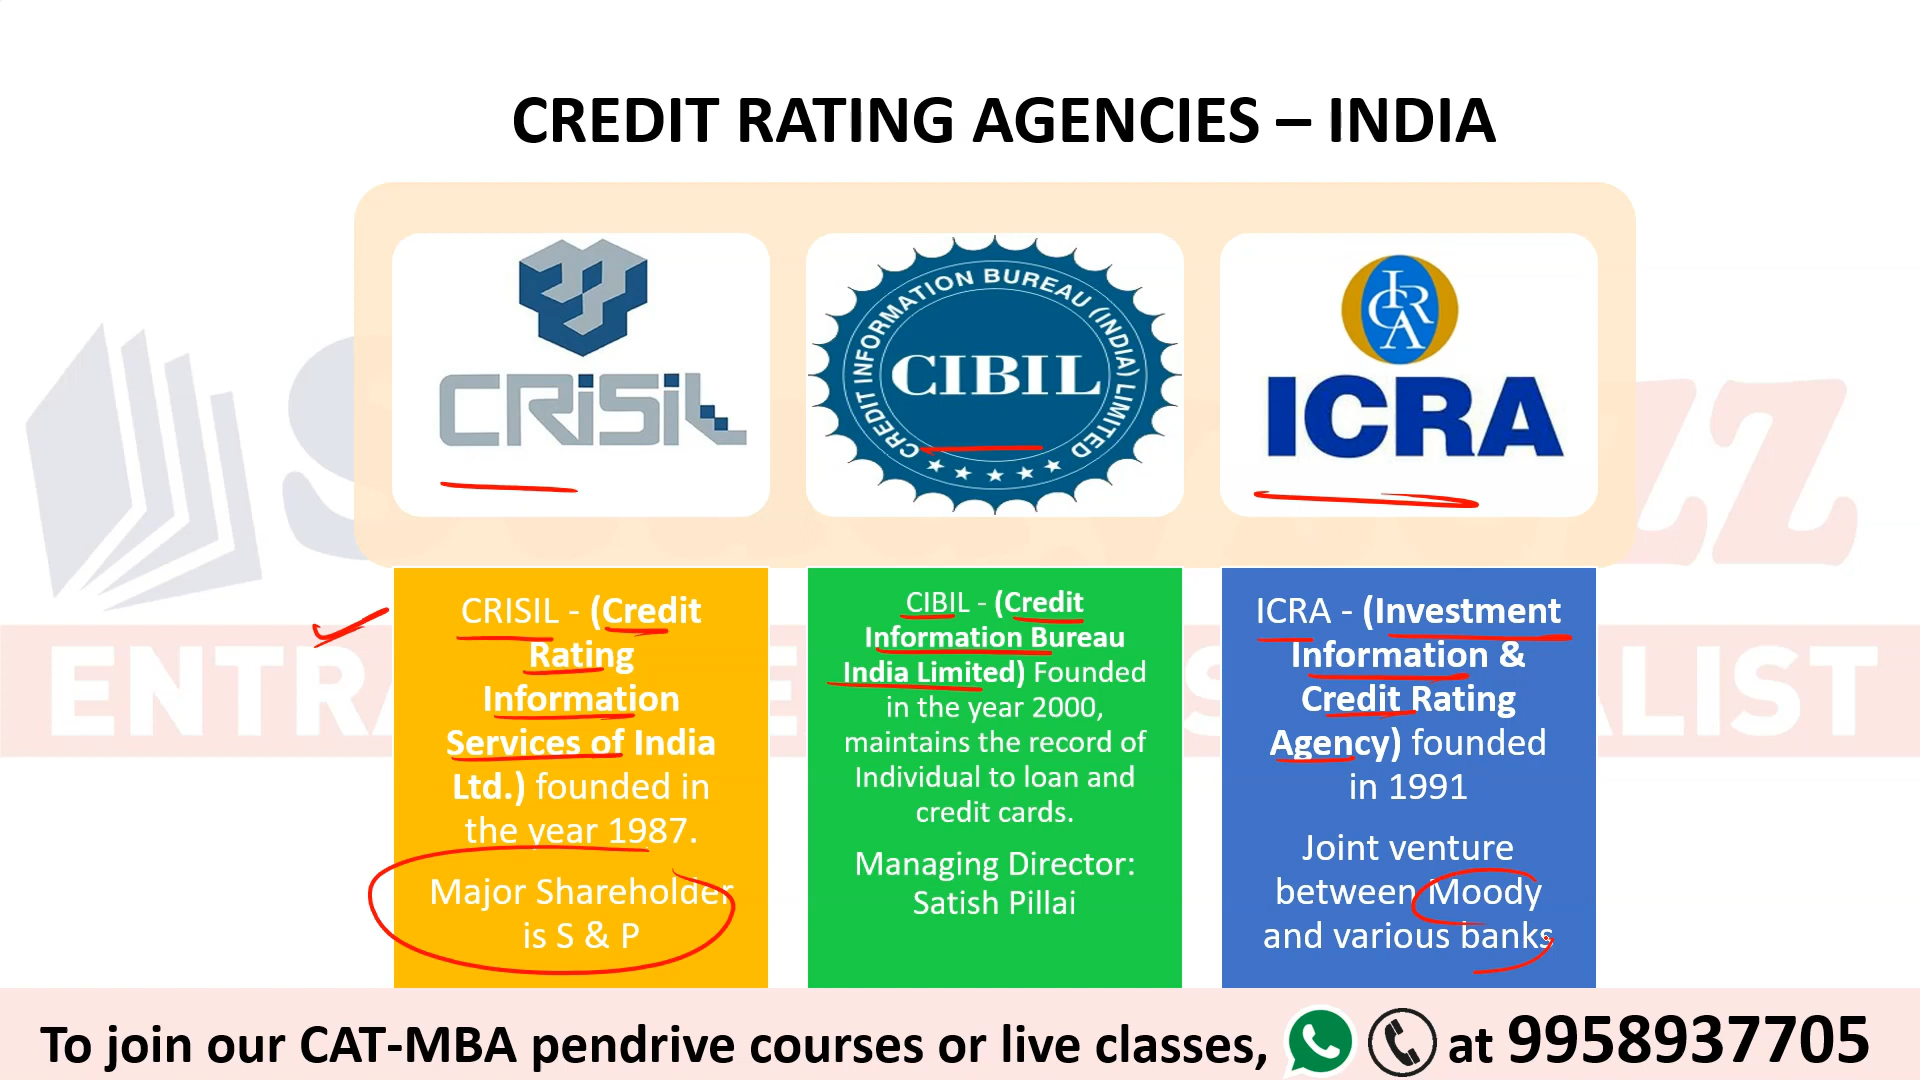 CREDIT RATING AGENCIES – INDIA
CRISIL
CREDIT INFORMATION BUREAU (INDIA) LIMITED
CIBIL
ICRA
ICRA
CRISIL - (Credit
Rating
Information
Services of India
Ltd.) founded in
the year 1987.
Major Shareholder
is S & P
CIBIL - (Credit
Information Bureau
India Limited) Founded
in the year 2000,
maintains the record of
Individual to loan and
credit cards.
Managing Director:
Satish Pillai
ICRA - (Investment
Information &
Credit Rating
Agency) founded
in 1991
Joint venture
between Moody
and various banks
To join our CAT-MBA pendrive courses or live classes, at 9958937705